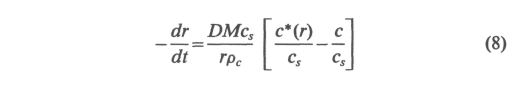 -dr/dt = DMc_s/rρ_c [c*(r)/c_s - c/c_s] (8)